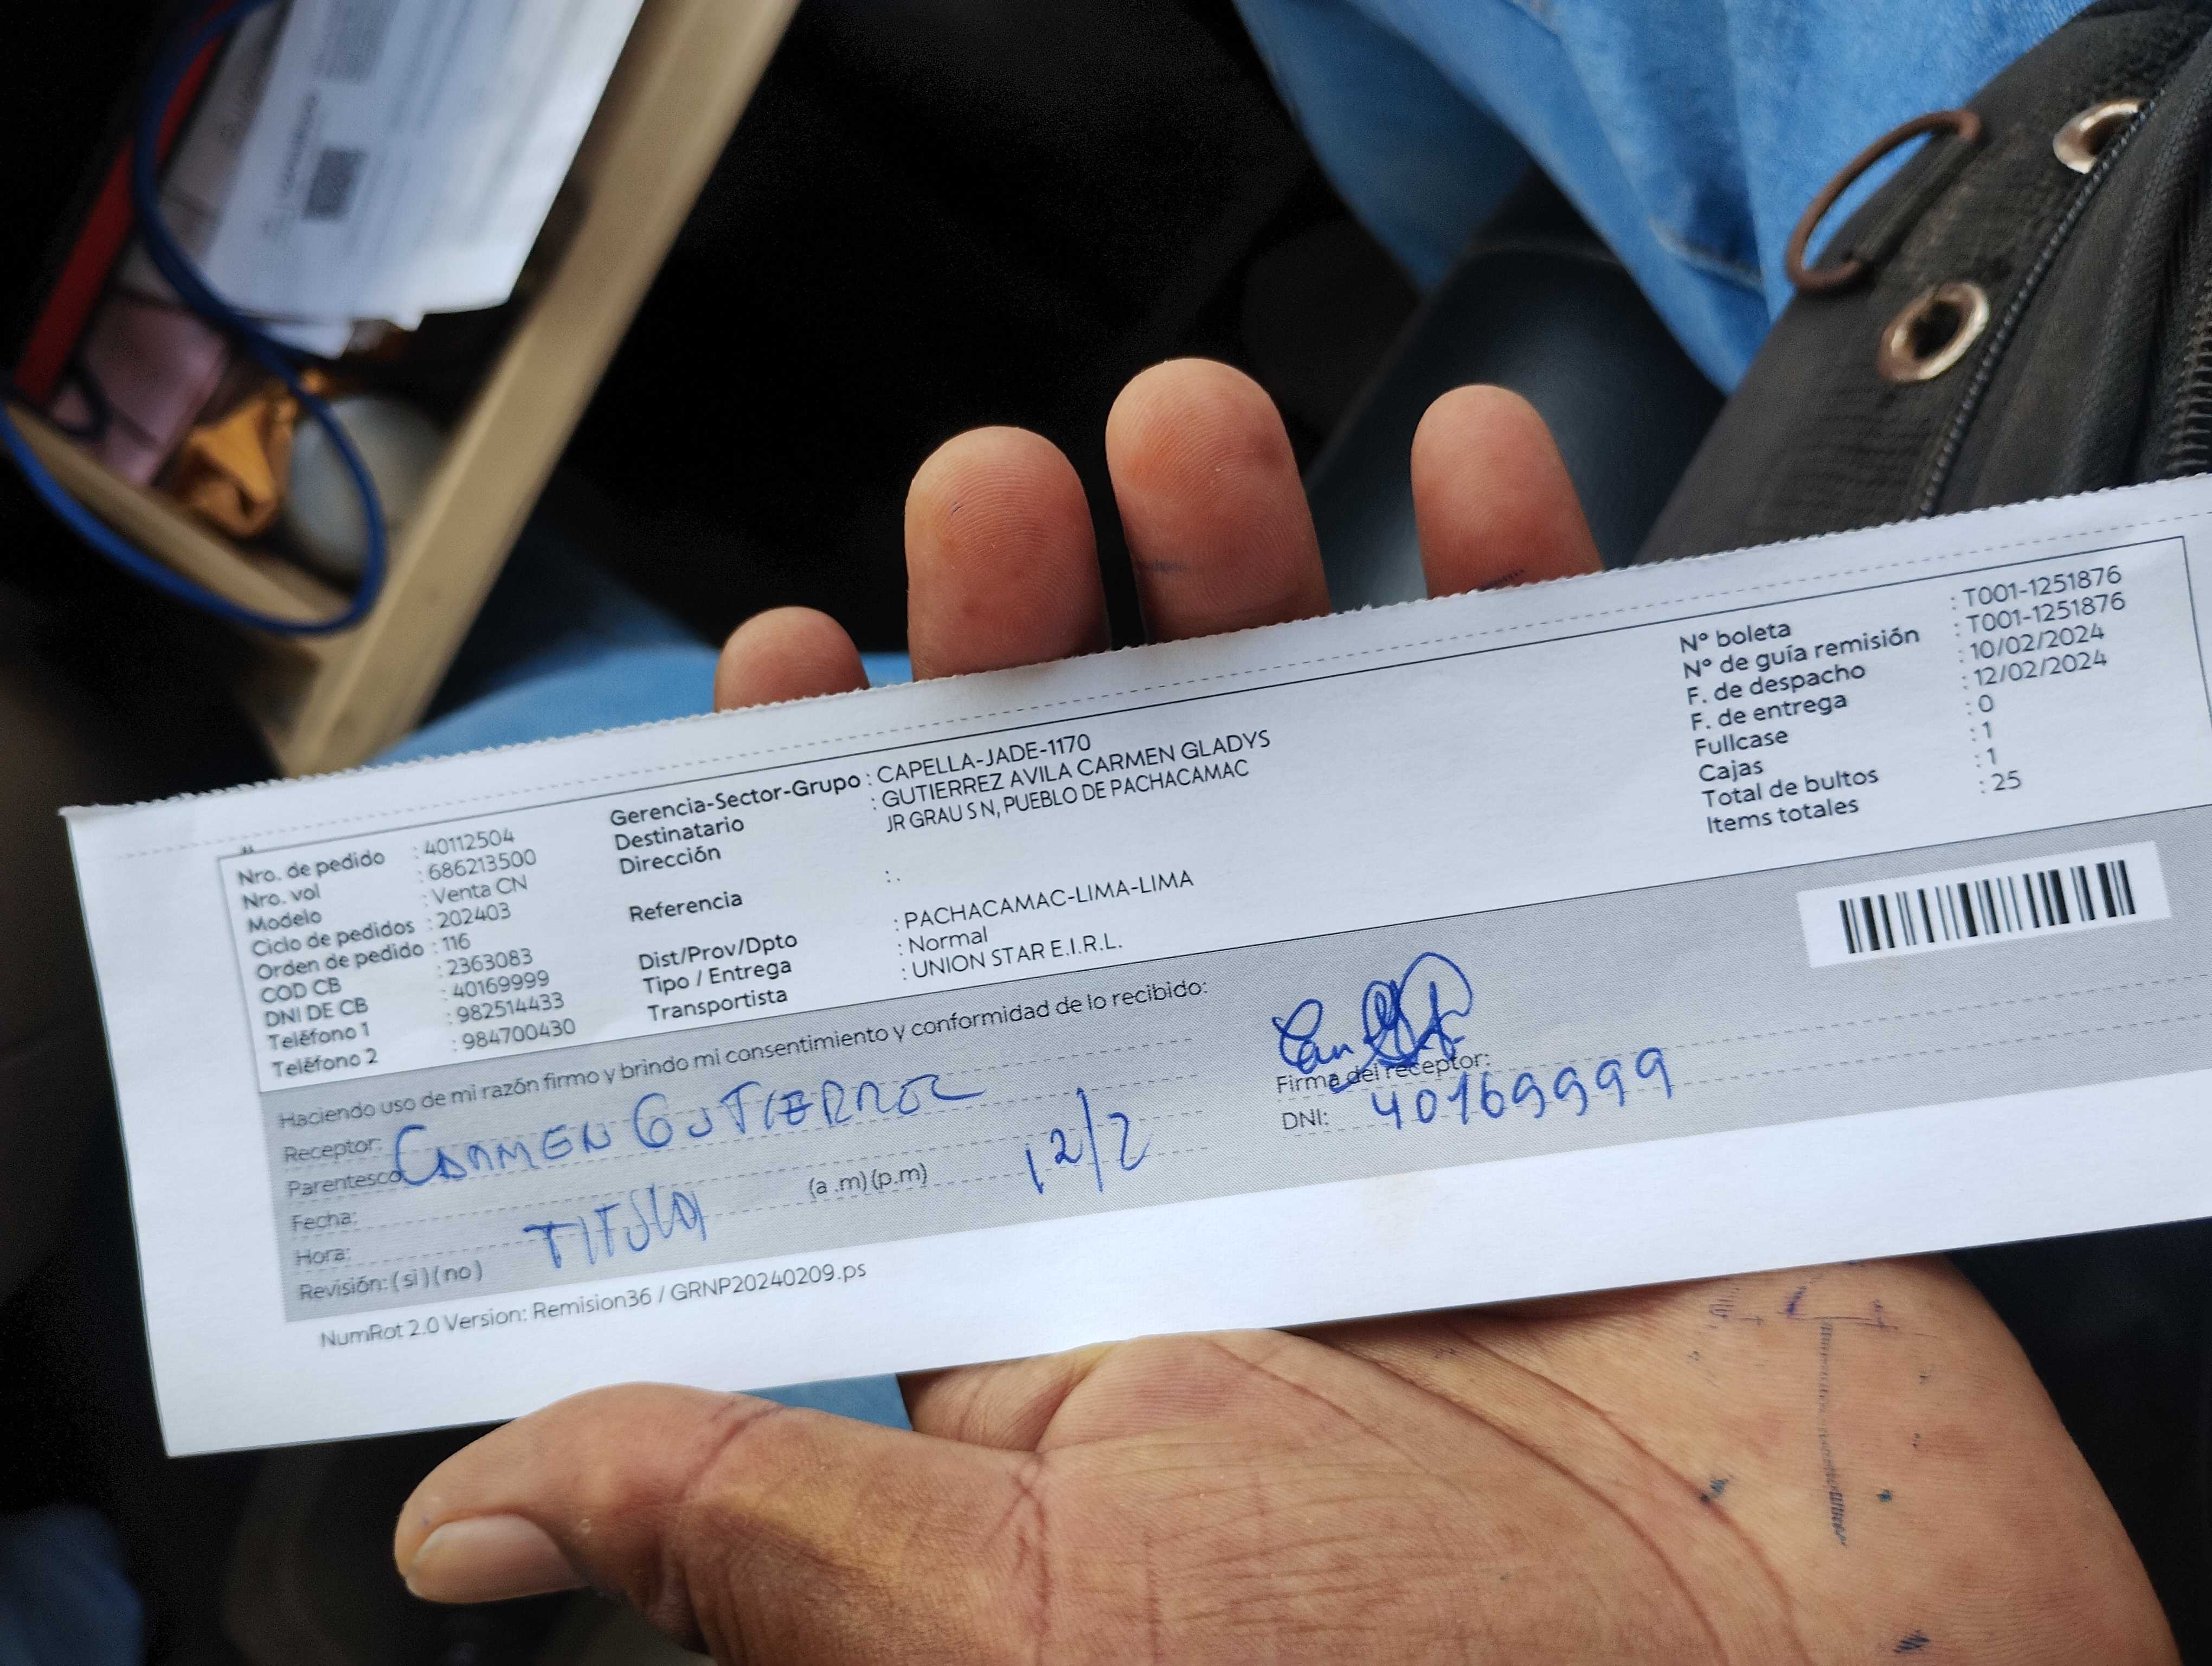 Nro. de pedido : 40112504
Nro. vol : 686213500
Modelo : Venta CN
Ciclo de pedidos : 202403
Orden de pedido : 116
COD CB : 2363083
DNI DE CB : 40169999
Teléfono 1 : 982514433
Teléfono 2 : 984700430
Gerencia-Sector-Grupo : CAPELLA-JADE-1170
Destinatario : GUTIERREZ AVILA CARMEN GLADYS
Dirección JR GRAU S N, PUEBLO DE PACHACAMAC
Referencia : .
Dist/Prov/Dpto : PACHACAMAC-LIMA-LIMA
Tipo / Entrega : Normal
Transportista : UNION STAR E.I.R.L.
N° boleta : T001-1251876
N° de guía remisión : T001-1251876
F. de despacho : 10/02/2024
F. de entrega : 12/02/2024
Fullcase : 0
Cajas : 1
Total de bultos : 1
Items totales : 25
Haciendo uso de mi razón firmo y brindo mi consentimiento y conformidad de lo recibido:
Receptor: CARMEN GUTIERREZ
Parentesco
Fecha:
Hora: (a .m) (p.m) 12/2
Revisión: ( si ) ( no ) TITULA
Firma del receptor:
DNI: 40169999
NumRot 2.0 Version: Remision36 / GRNP20240209.ps